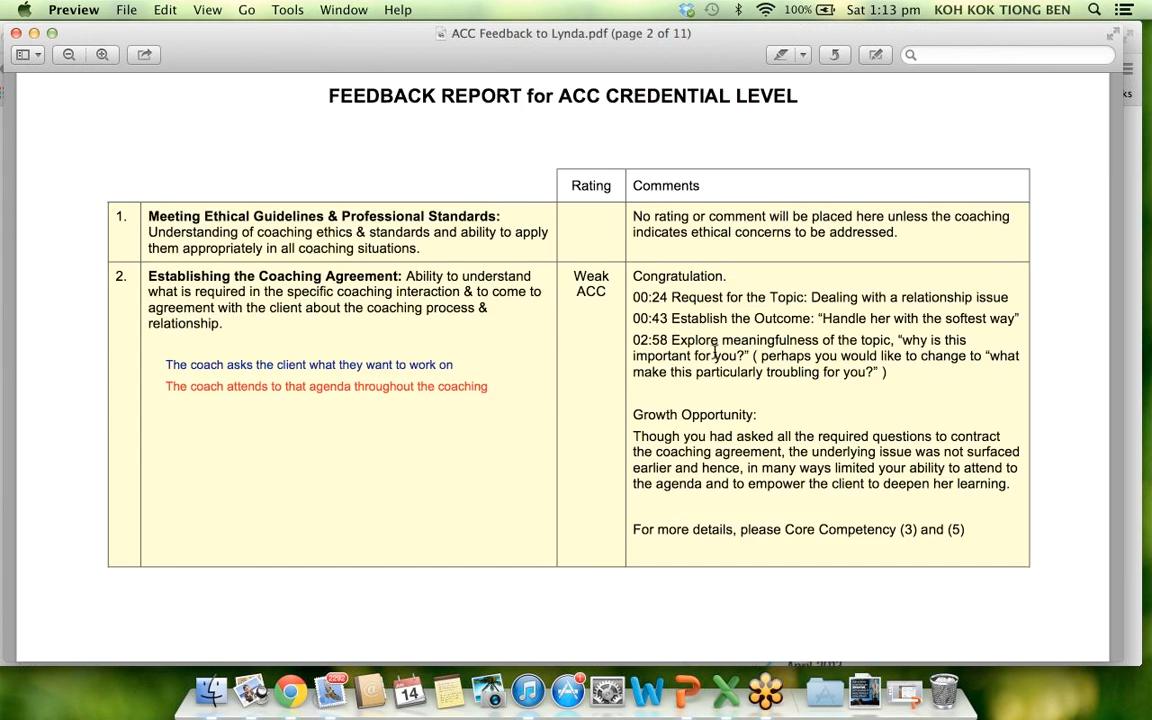 Preview File Edit View Go Tools Window Help 100% Sat 1:13 pm KOH KOK TIONG BEN
ACC Feedback to Lynda.pdf (page 2 of 11)
FEEDBACK REPORT for ACC CREDENTIAL LEVEL
Rating Comments
1. Meeting Ethical Guidelines & Professional Standards:
Understanding of coaching ethics & standards and ability to apply
them appropriately in all coaching situations.
No rating or comment will be placed here unless the coaching
indicates ethical concerns to be addressed.
2. Establishing the Coaching Agreement: Ability to understand
what is required in the specific coaching interaction & to come to
agreement with the client about the coaching process &
relationship.
The coach asks the client what they want to work on
The coach attends to that agenda throughout the coaching
Weak
ACC
Congratulation.
00:24 Request for the Topic: Dealing with a relationship issue
00:43 Establish the Outcome: “Handle her with the softest way”
02:58 Explore meaningfulness of the topic, “why is this
important for you?” ( perhaps you would like to change to “what
make this particularly troubling for you?” )
Growth Opportunity:
Though you had asked all the required questions to contract
the coaching agreement, the underlying issue was not surfaced
earlier and hence, in many ways limited your ability to attend to
the agenda and to empower the client to deepen her learning.
For more details, please Core Competency (3) and (5)
ks
2292
14
1